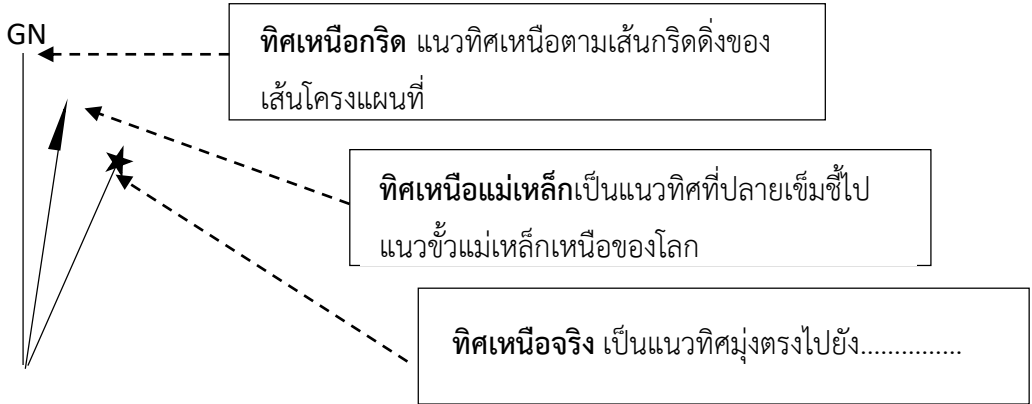 GN
ทิศเหนือกริด แนวทิศเหนือตามเส้นกริดดิ่งของ
เส้นโครงแผนที่
ทิศเหนือแม่เหล็กเป็นแนวทิศที่ปลายเข็มชี้ไป
แนวขั้วแม่เหล็กเหนือของโลก
ทิศเหนือจริง เป็นแนวทิศมุ่งตรงไปยัง...............